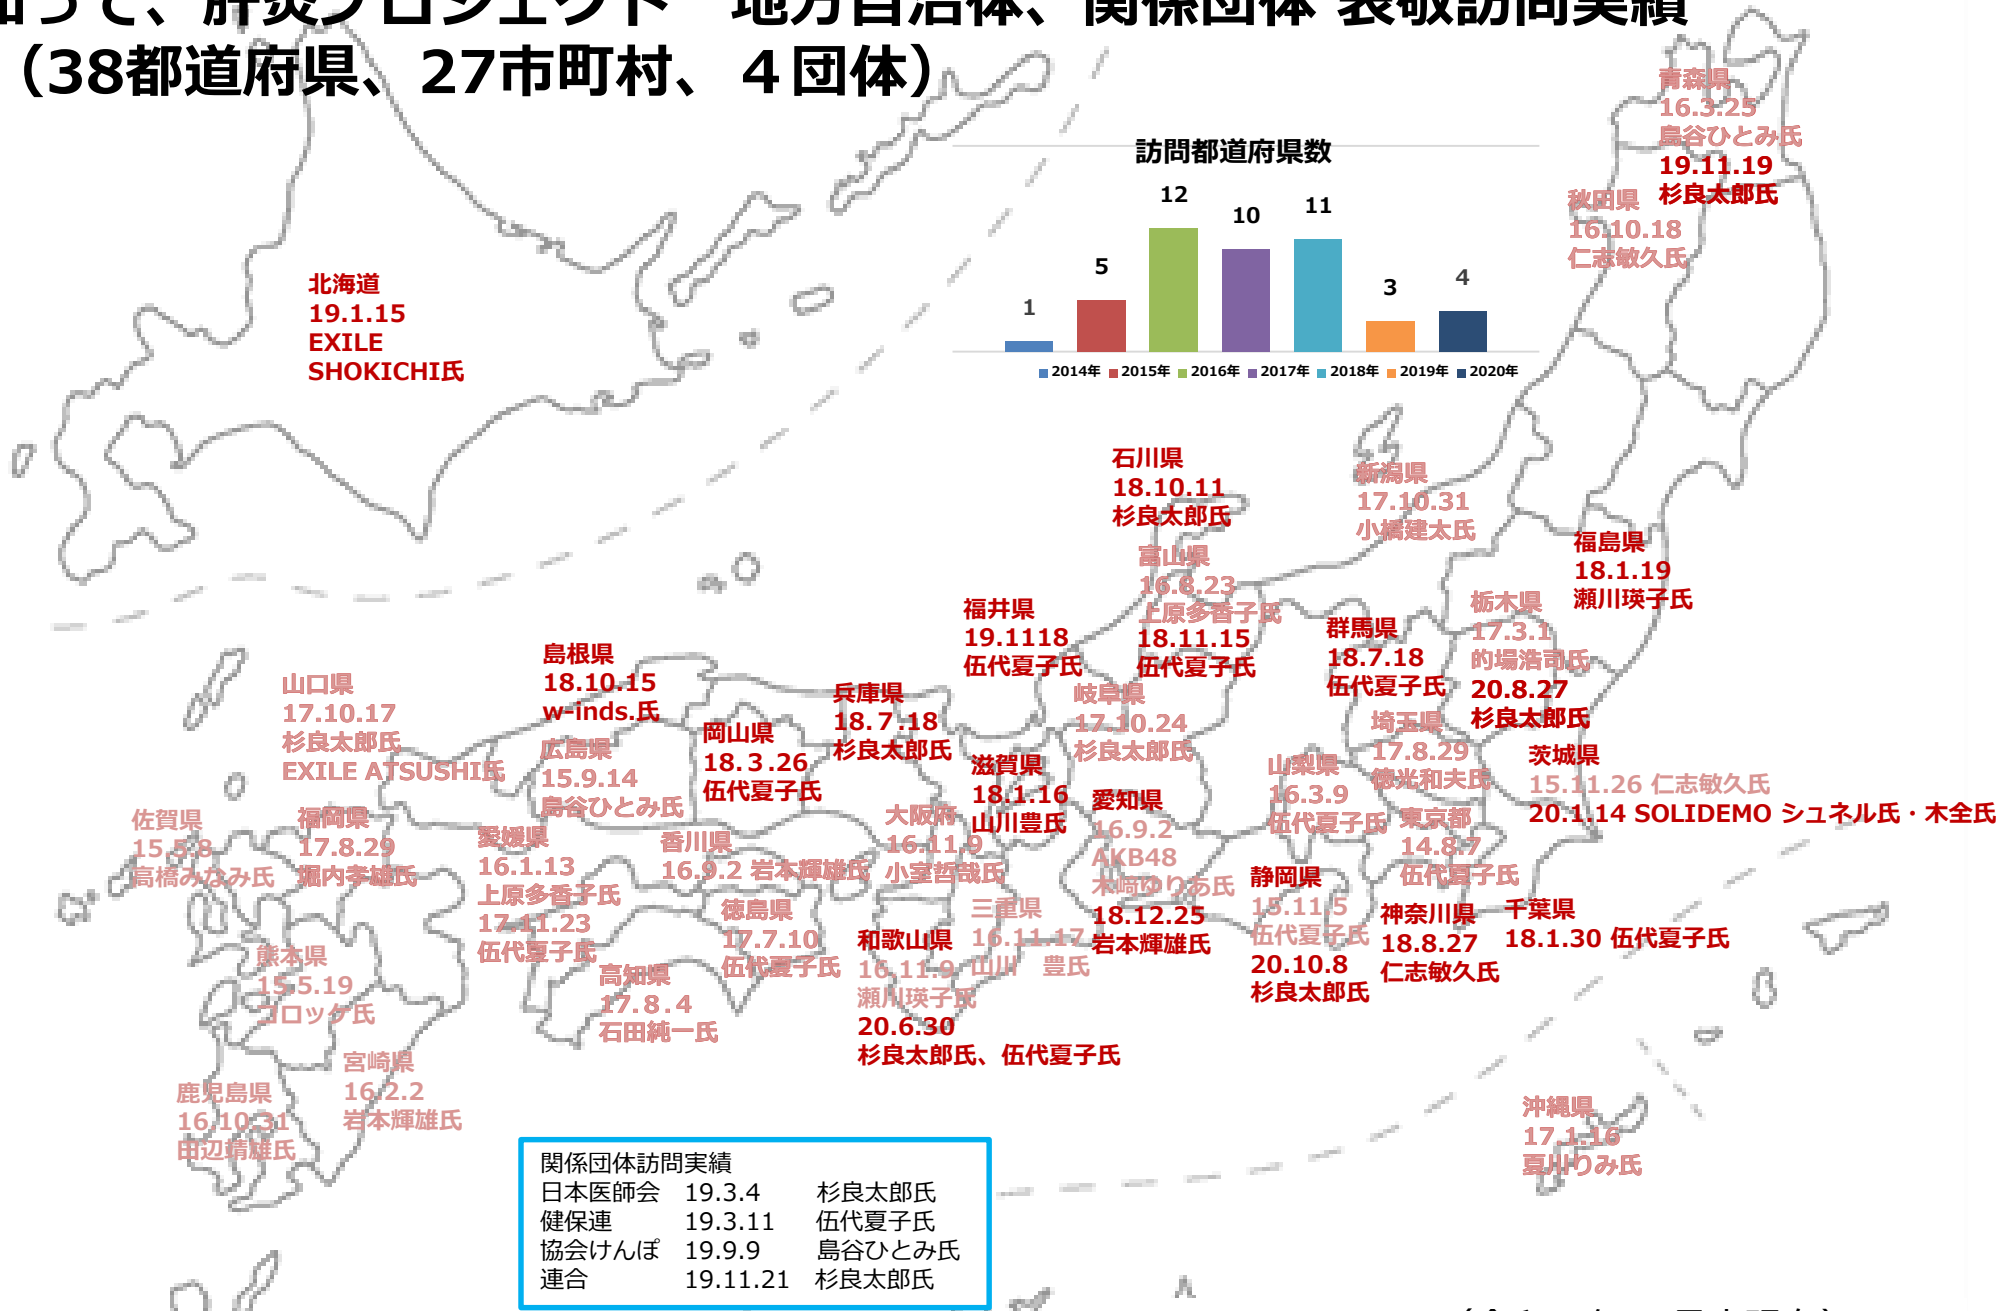 知って、肝炎プロジェクト　地方自治体、関係団体 表敬訪問実績
（38都道府県、27市町村、４団体）
訪問都道府県数
1
5
12
10
11
3
4
2014年 2015年 2016年 2017年 2018年 2019年 2020年
青森県
16.3.25
島谷ひとみ氏
19.11.19
杉良太郎氏
秋田県
16.10.18
仁志敏久氏
北海道
19.1.15
EXILE
SHOKICHI氏
石川県
18.10.11
杉良太郎氏
新潟県
17.10.31
小橋建太氏
富山県
16.8.23
上原多香子氏
18.11.15
伍代夏子氏
福島県
18.1.19
瀬川瑛子氏
福井県
19.1118
伍代夏子氏
群馬県
18.7.18
伍代夏子氏
栃木県
17.3.1
的場浩司氏
20.8.27
杉良太郎氏
島根県
18.10.15
w-inds.氏
山口県
17.10.17
杉良太郎氏
EXILE ATSUSHI氏
広島県
15.9.14
島谷ひとみ氏
岡山県
18.３.26
伍代夏子氏
兵庫県
18.７.18
杉良太郎氏
滋賀県
18.1.16
山川豊氏
岐阜県
17.10.24
杉良太郎氏
埼玉県
17.8.29
徳光和夫氏
茨城県
15.11.26 仁志敏久氏
20.1.14 SOLIDEMO シュネル氏・木全氏
山梨県
16.3.9
伍代夏子氏
東京都
14.8.7
伍代夏子氏
愛知県
16.9.2
AKB48
木﨑ゆりあ氏
18.12.25
岩本輝雄氏
静岡県
15.11.5
伍代夏子氏
20.10.8
杉良太郎氏
神奈川県
18.8.27
仁志敏久氏
千葉県
18.1.30 伍代夏子氏
佐賀県
15.5.8
高橋みなみ氏
福岡県
17.8.29
堀内孝雄氏
愛媛県
16.1.13
上原多香子氏
17.11.23
伍代夏子氏
香川県
16.9.2 岩本輝雄氏
大阪府
16.11.9
小室哲哉氏
徳島県
17.7.10
伍代夏子氏
三重県
16.11.17
山川　豊氏
和歌山県
16.11.9
瀬川瑛子氏
20.6.30
杉良太郎氏、伍代夏子氏
高知県
17.８.４
石田純一氏
熊本県
15.5.19
コロッケ氏
宮崎県
16.2.2
岩本輝雄氏
鹿児島県
16.10.31
田辺靖雄氏
沖縄県
17.1.16
夏川りみ氏
関係団体訪問実績
日本医師会　19.3.4　　杉良太郎氏
健保連　　　19.3.11　 伍代夏子氏
協会けんぽ　19.9.9　　島谷ひとみ氏
連合　　　　19.11.21　杉良太郎氏